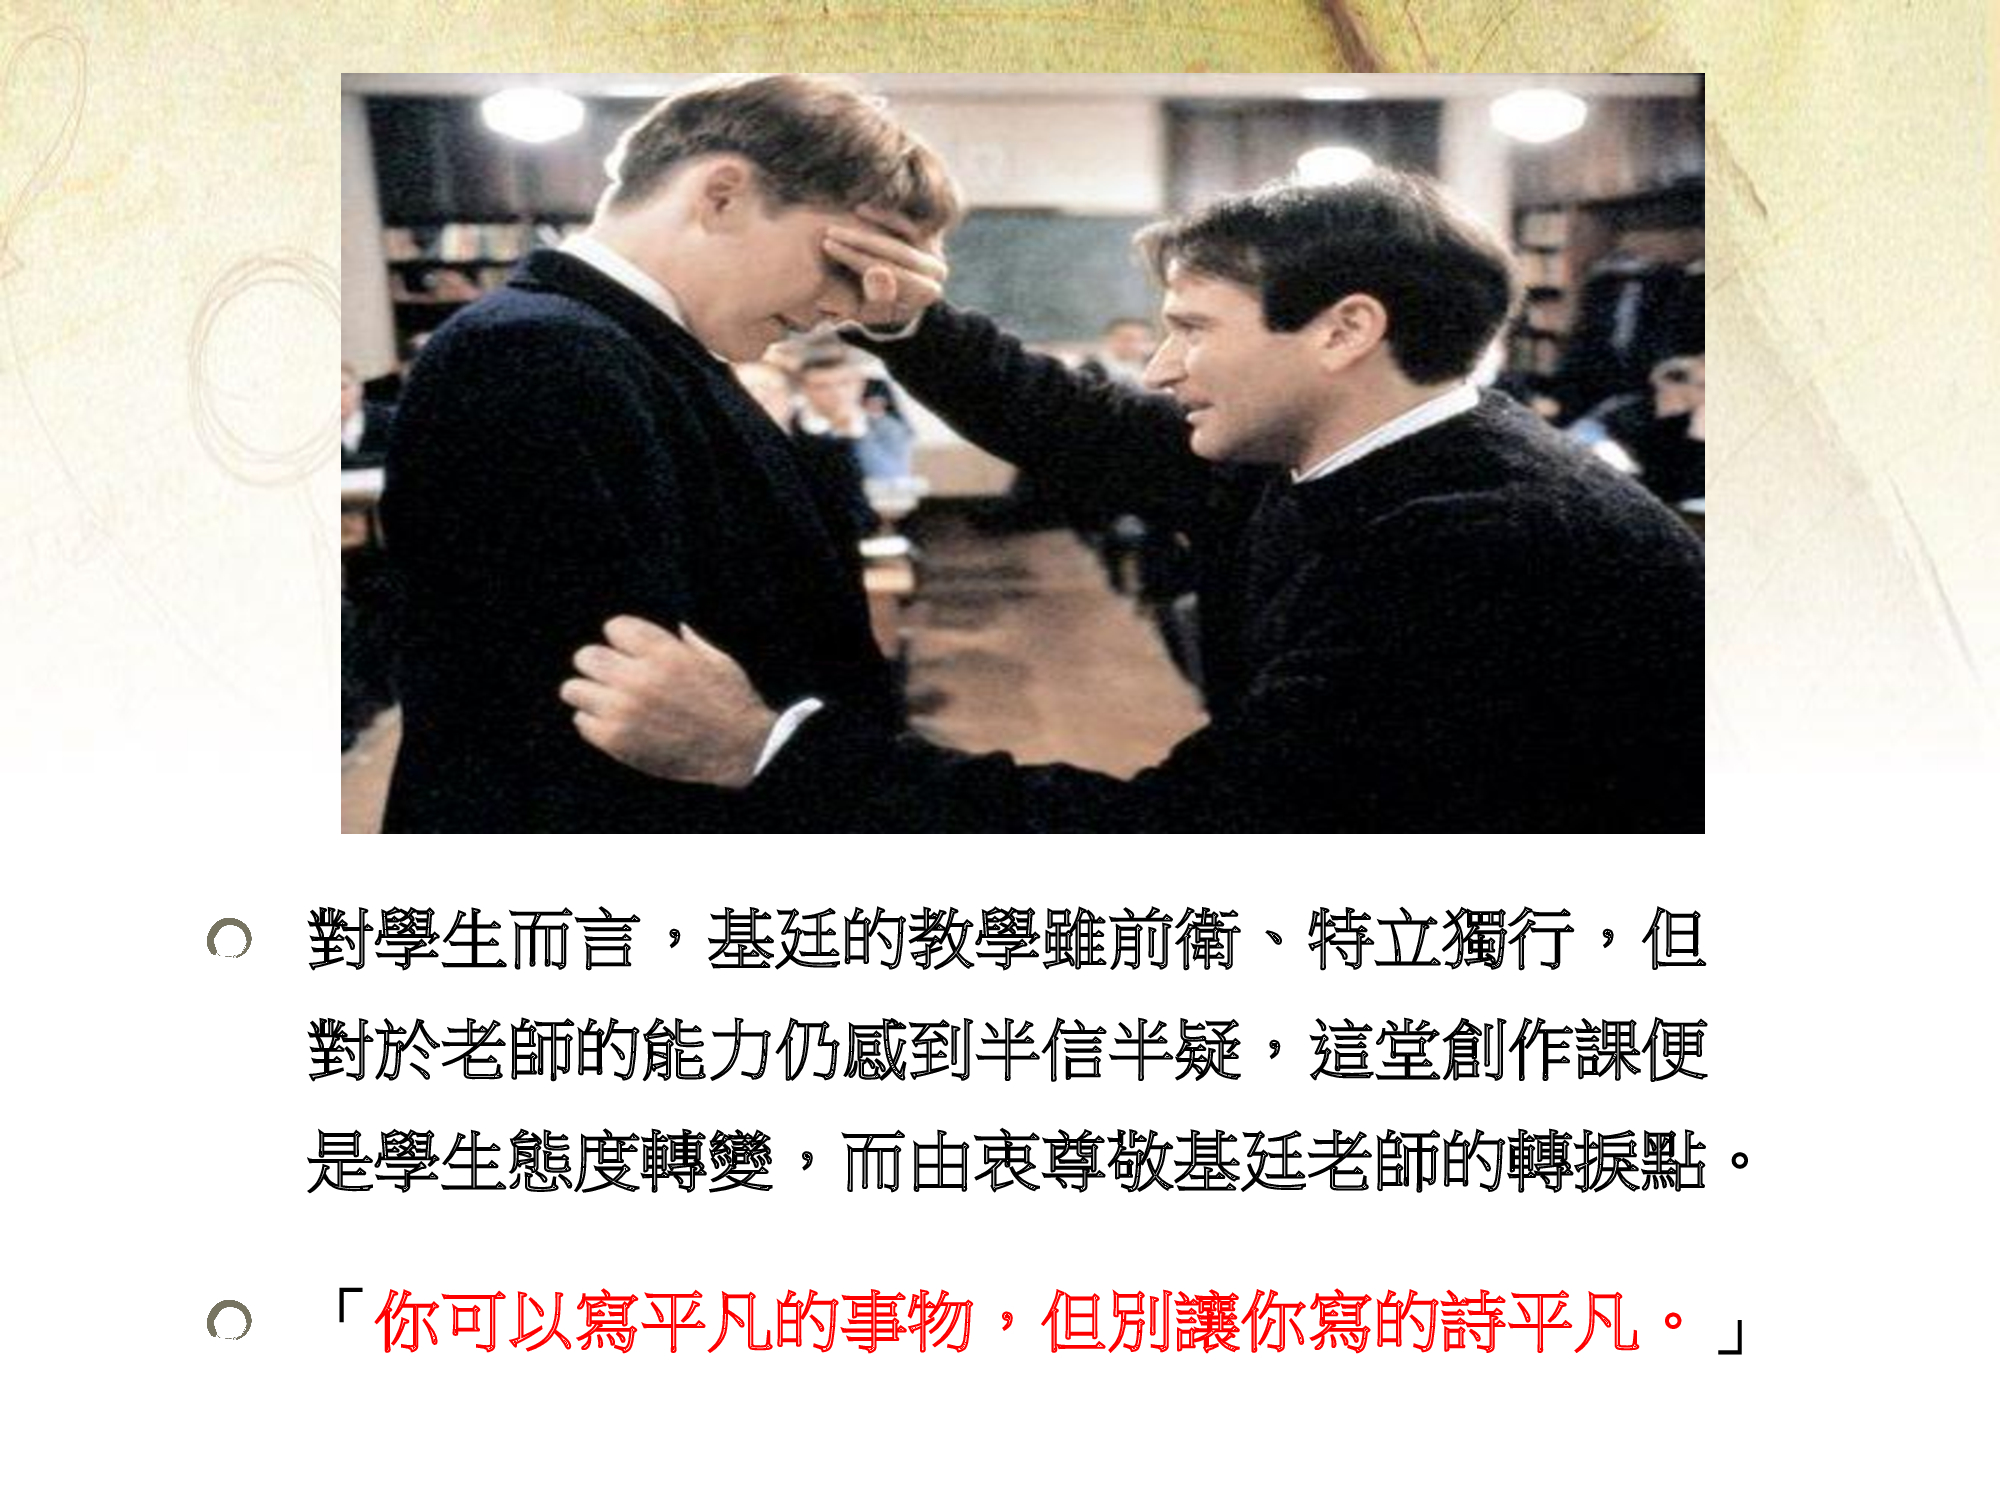 對學生而言，基廷的教學雖前衛、特立獨行，但
對於老師的能力仍感到半信半疑，這堂創作課便
是學生態度轉變，而由衷尊敬基廷老師的轉捩點。
「你可以寫平凡的事物，但別讓你寫的詩平凡。」